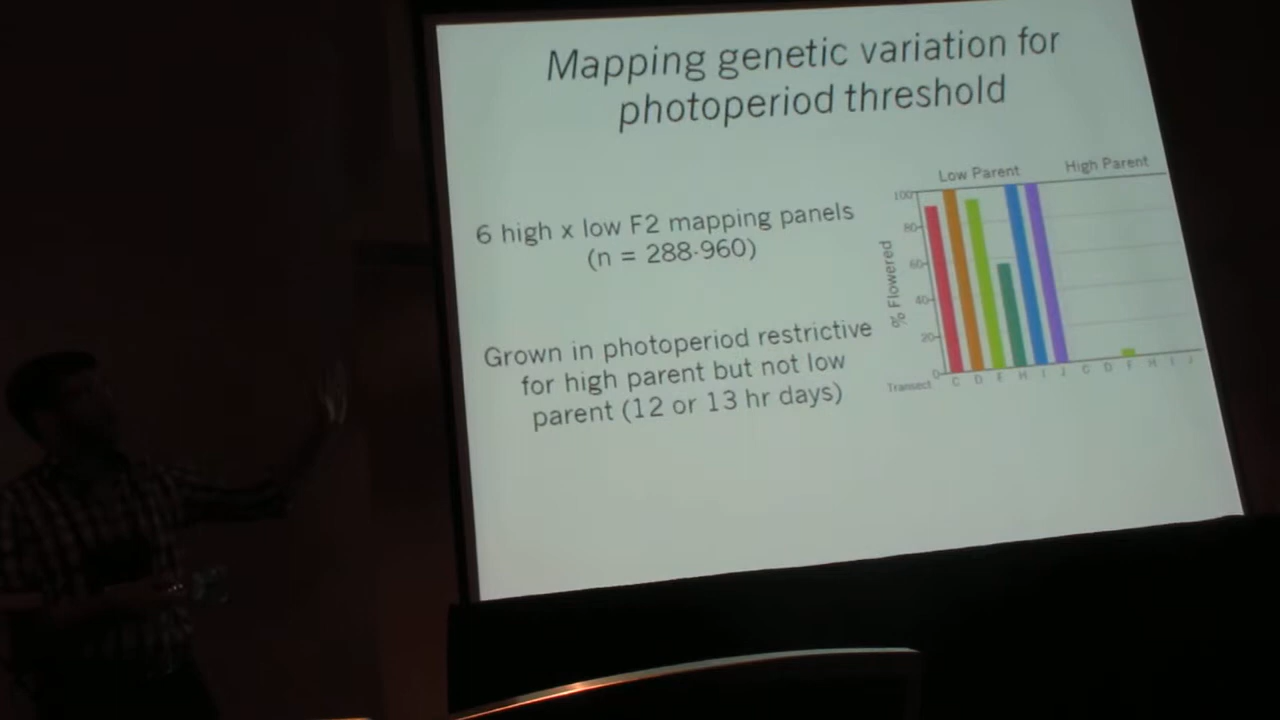 Mapping genetic variation for
photoperiod threshold
6 high x low F2 mapping panels
(n = 288-960)
Grown in photoperiod restrictive
for high parent but not low
parent (12 or 13 hr days)
Low Parent
High Parent
% Flowered
100
80
60
40
20
0
Transect
C D F H I J C D F H I J